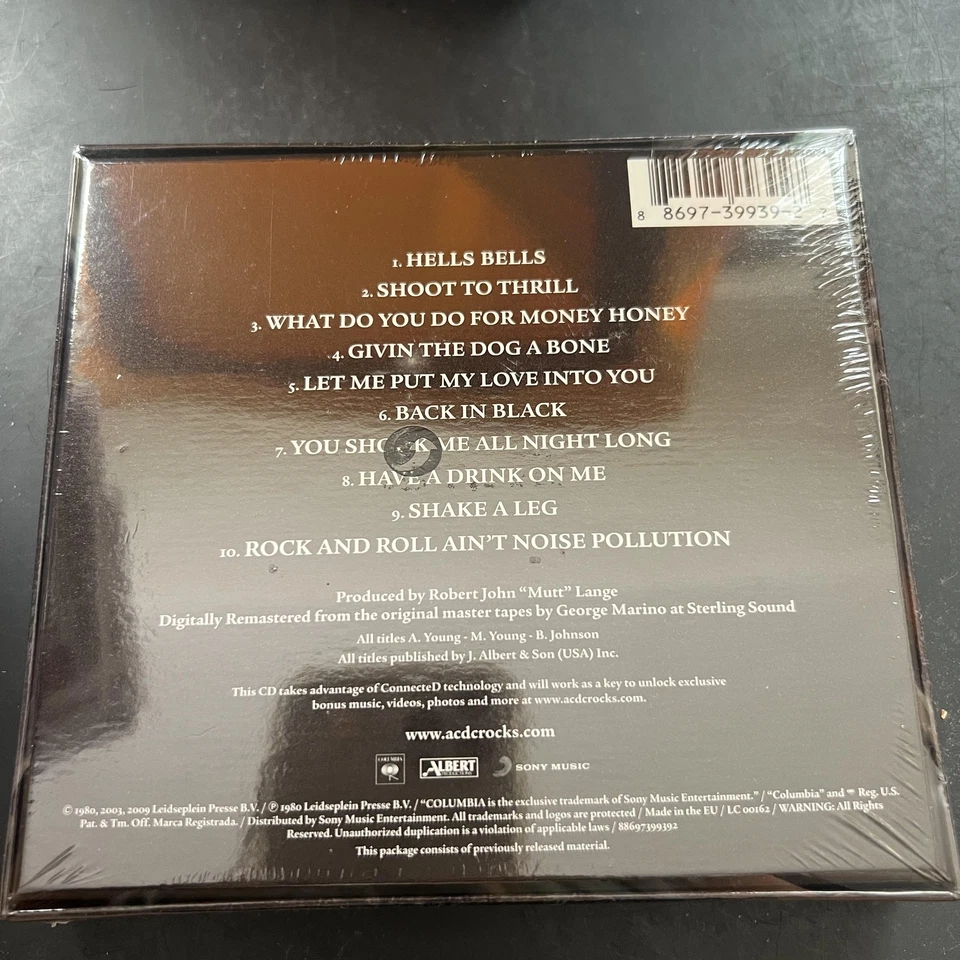 8 8697-39939-2 7
1. HELLS BELLS
2. SHOOT TO THRILL
3. WHAT DO YOU DO FOR MONEY HONEY
4. GIVIN THE DOG A BONE
5. LET ME PUT MY LOVE INTO YOU
6. BACK IN BLACK
7. YOU SHOOK ME ALL NIGHT LONG
8. HAVE A DRINK ON ME
9. SHAKE A LEG
10. ROCK AND ROLL AIN'T NOISE POLLUTION
Produced by Robert John “Mutt” Lange
Digitally Remastered from the original master tapes by George Marino at Sterling Sound
All titles A. Young - M. Young - B. Johnson
All titles published by J. Albert & Son (USA) Inc.
This CD takes advantage of ConnecteD technology and will work as a key to unlock exclusive
bonus music, videos, photos and more at www.acdcrocks.com.
www.acdcrocks.com
COLUMBIA ALBERT PRODUCTIONS SONY MUSIC
© 1980, 2003, 2009 Leidseplein Presse B.V. / ℗ 1980 Leidseplein Presse B.V. / “COLUMBIA is the exclusive trademark of Sony Music Entertainment.” / “Columbia” and Reg. U.S.
Pat. & Tm. Off. Marca Registrada. / Distributed by Sony Music Entertainment. All trademarks and logos are protected / Made in the EU / LC 00162 / WARNING: All Rights
Reserved. Unauthorized duplication is a violation of applicable laws / 88697399392
This package consists of previously released material.